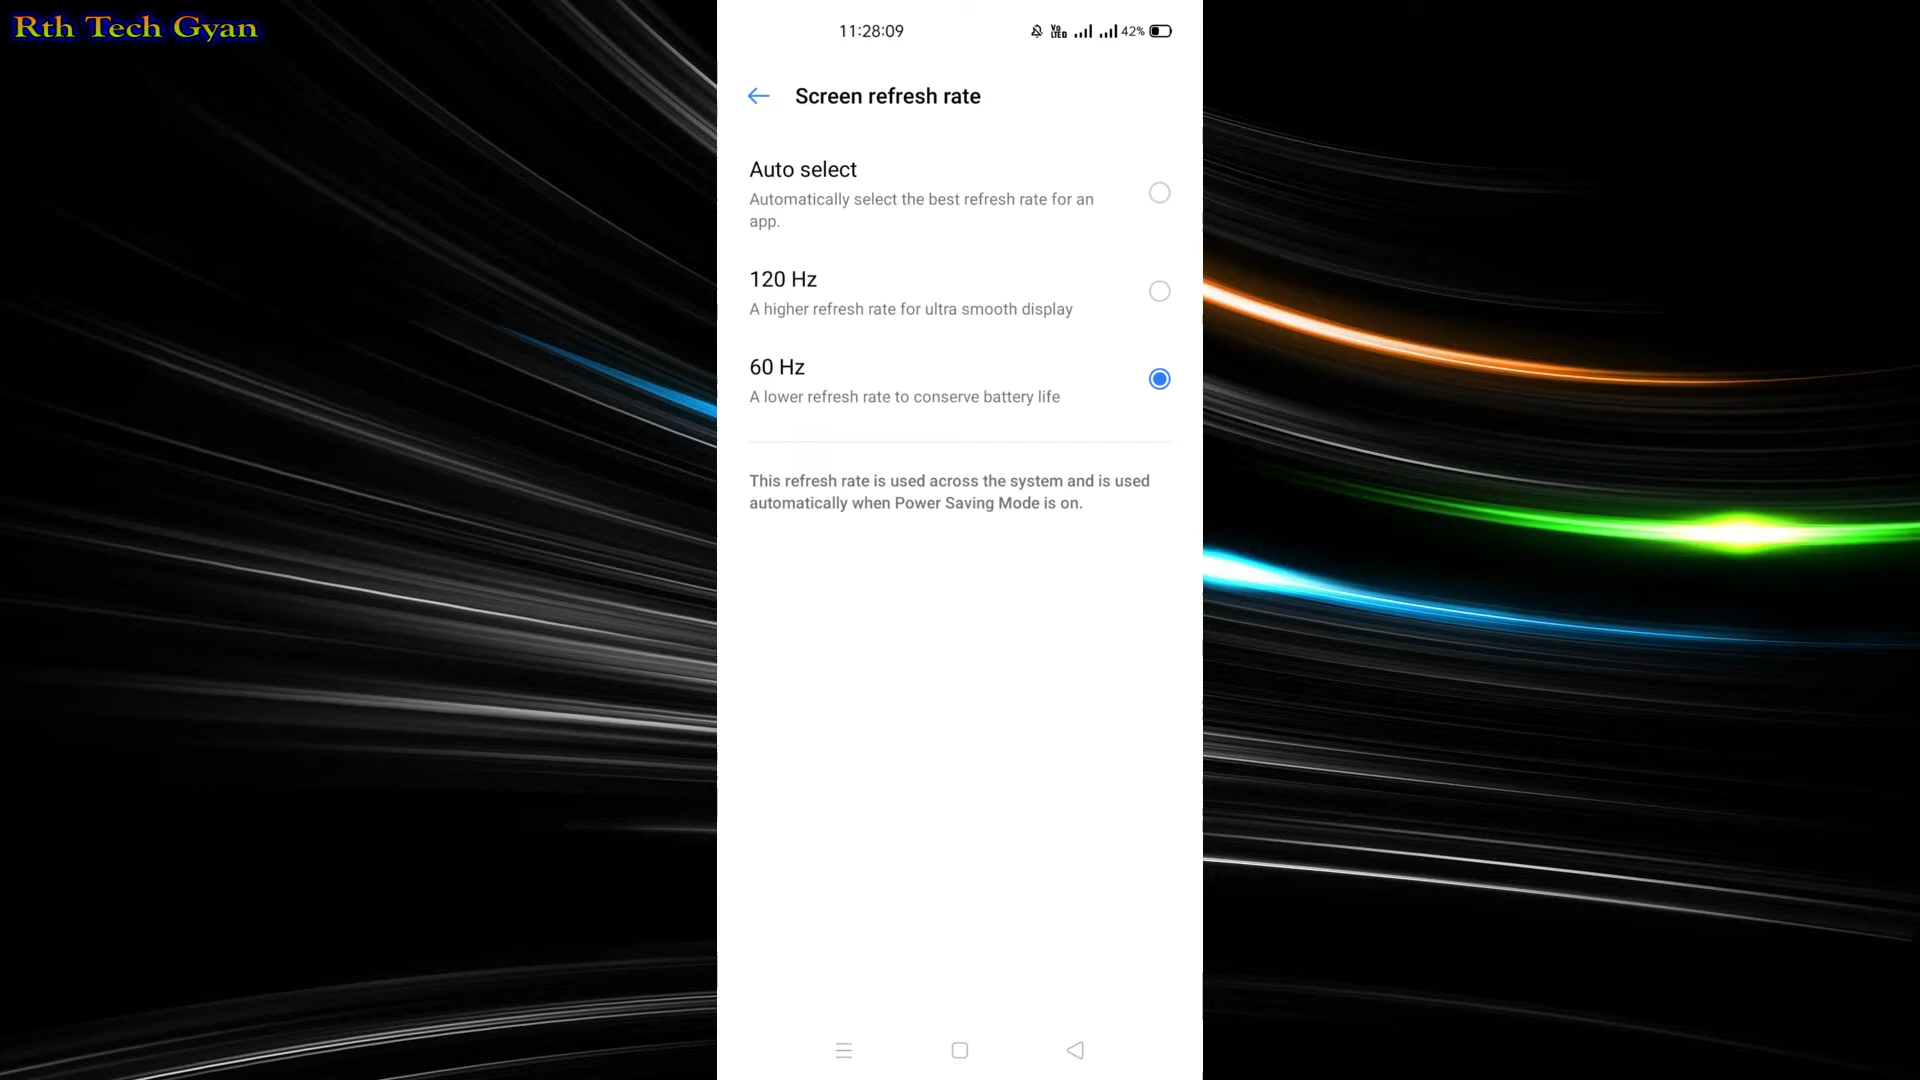 Rth Tech Gyan
11:28:09
Vo LTE 42%
Screen refresh rate
Auto select
Automatically select the best refresh rate for an
app.
120 Hz
A higher refresh rate for ultra smooth display
60 Hz
A lower refresh rate to conserve battery life
This refresh rate is used across the system and is used
automatically when Power Saving Mode is on.